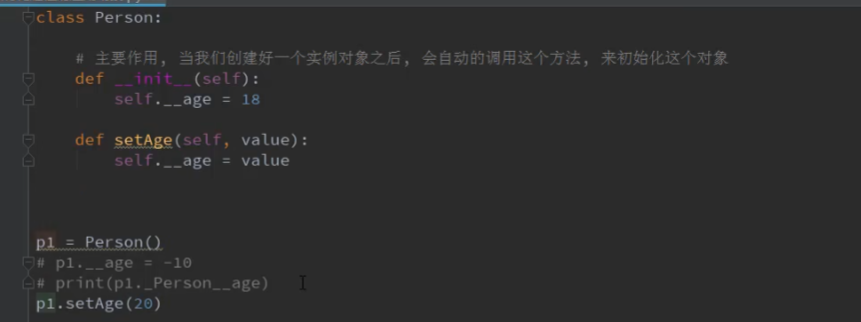 class Person:
# 主要作用, 当我们创建好一个实例对象之后, 会自动的调用这个方法, 来初始化这个对象
def __init__(self):
self.__age = 18
def setAge(self, value):
self.__age = value
p1 = Person()
# p1.__age = -10
# print(p1._Person__age)
p1.setAge(20)